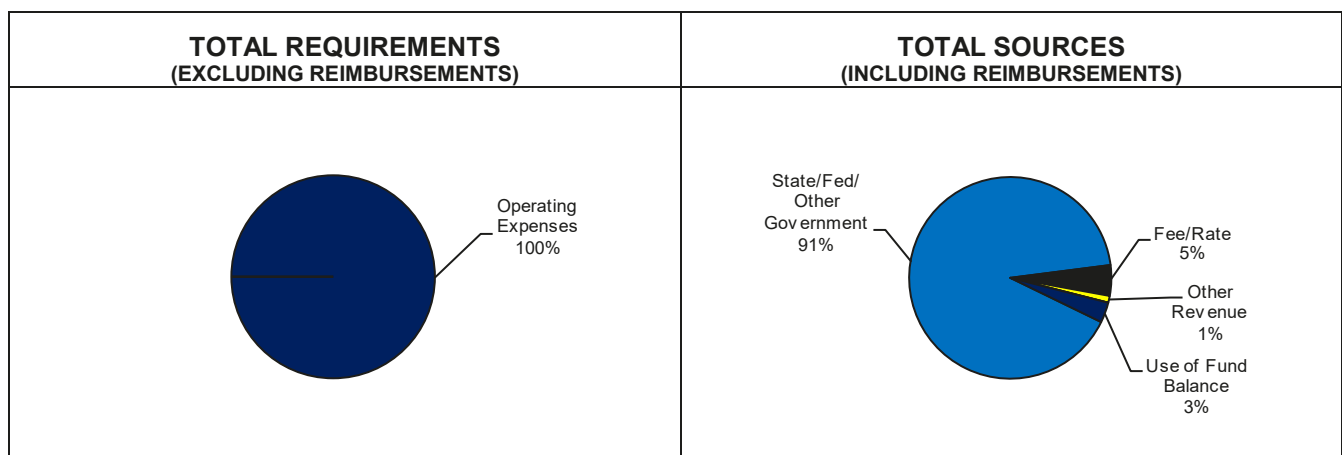 TOTAL REQUIREMENTS
(EXCLUDING REIMBURSEMENTS)
TOTAL SOURCES
(INCLUDING REIMBURSEMENTS)
Operating
Expenses
100%
State/Fed/
Other
Government
91%
Fee/Rate
5%
Other
Revenue
1%
Use of Fund
Balance
3%